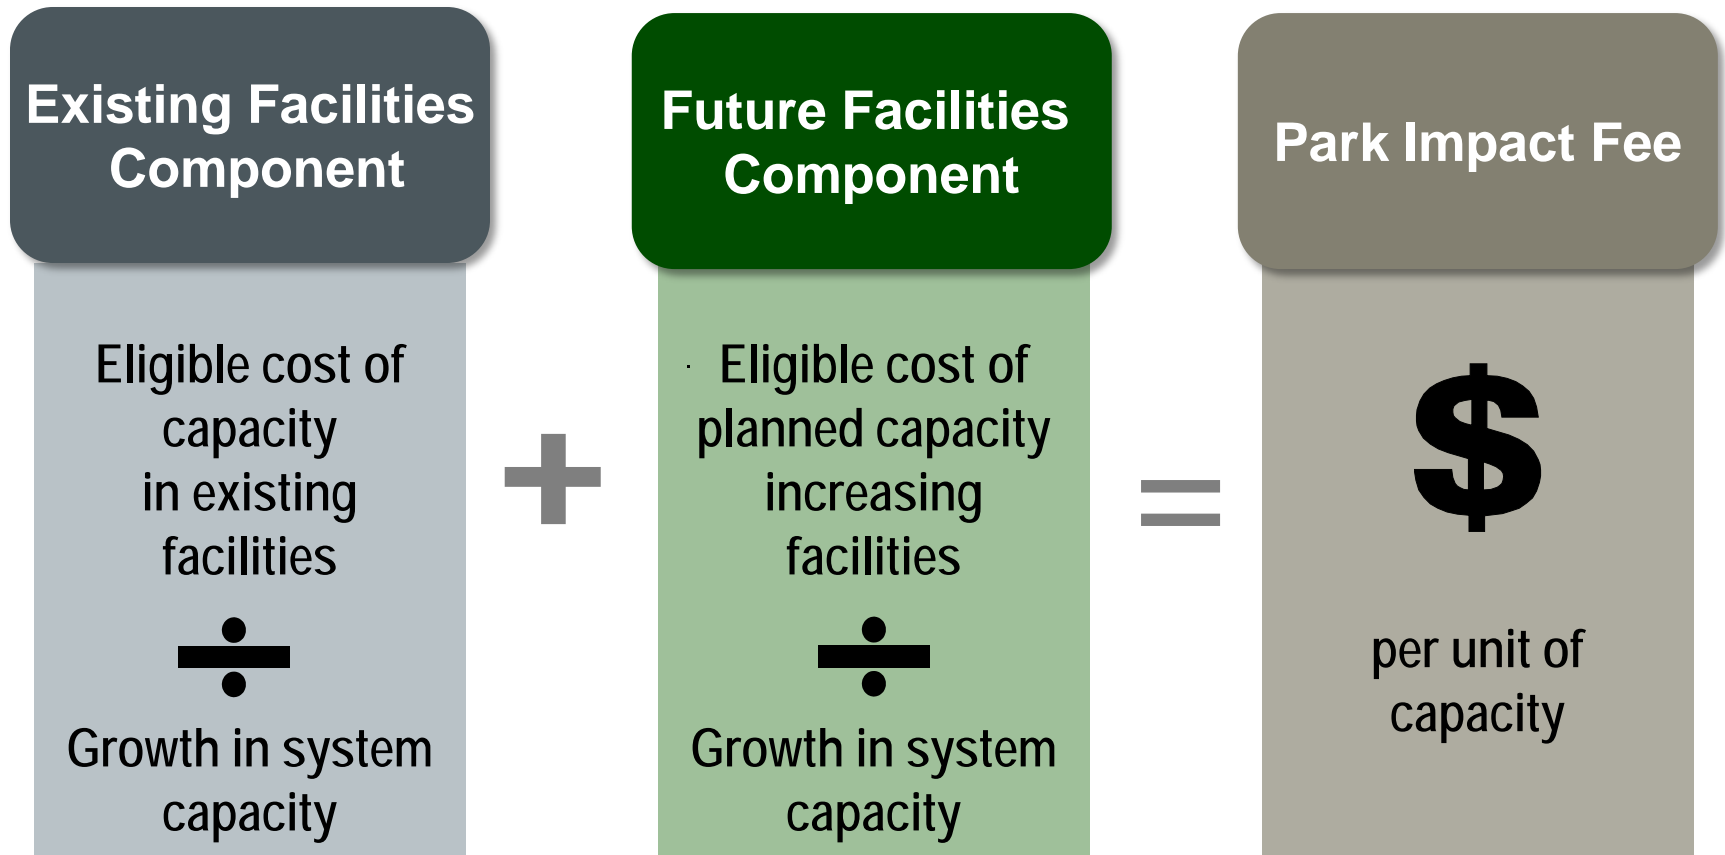 Existing Facilities
Component
Eligible cost of
capacity
in existing
facilities
÷
Growth in system
capacity
+
Future Facilities
Component
Eligible cost of
planned capacity
increasing
facilities
÷
Growth in system
capacity
=
Park Impact Fee
$
per unit of
capacity